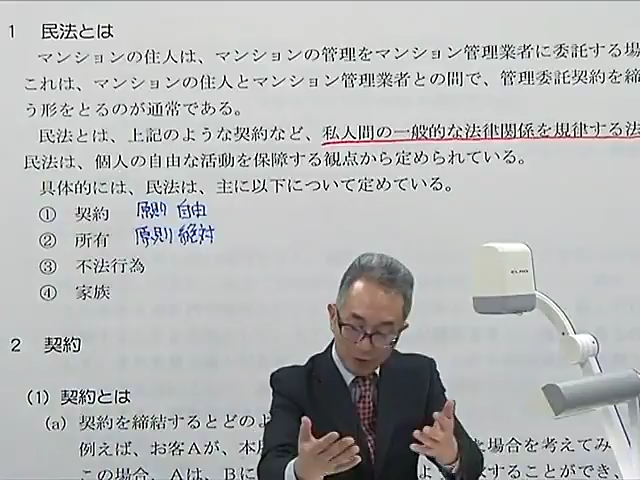 1 民法とは
マンションの住人は、マンションの管理をマンション管理業者に委託する場
これは、マンションの住人とマンション管理業者との間で、管理委託契約を締
う形をとるのが通常である。
民法とは、上記のような契約など、私人間の一般的な法律関係を規律する法
民法は、個人の自由な活動を保障する観点から定められている。
具体的には、民法は、主に以下について定めている。
① 契約 原則 自由
② 所有 原則 絶対
③ 不法行為
④ 家族
ELMO
2 契約
(1) 契約とは
(a) 契約を締結するとどのよ
例えば、お客Aが、本屋 を場合を考えてみ
この場合、Aは、Bに することができ、